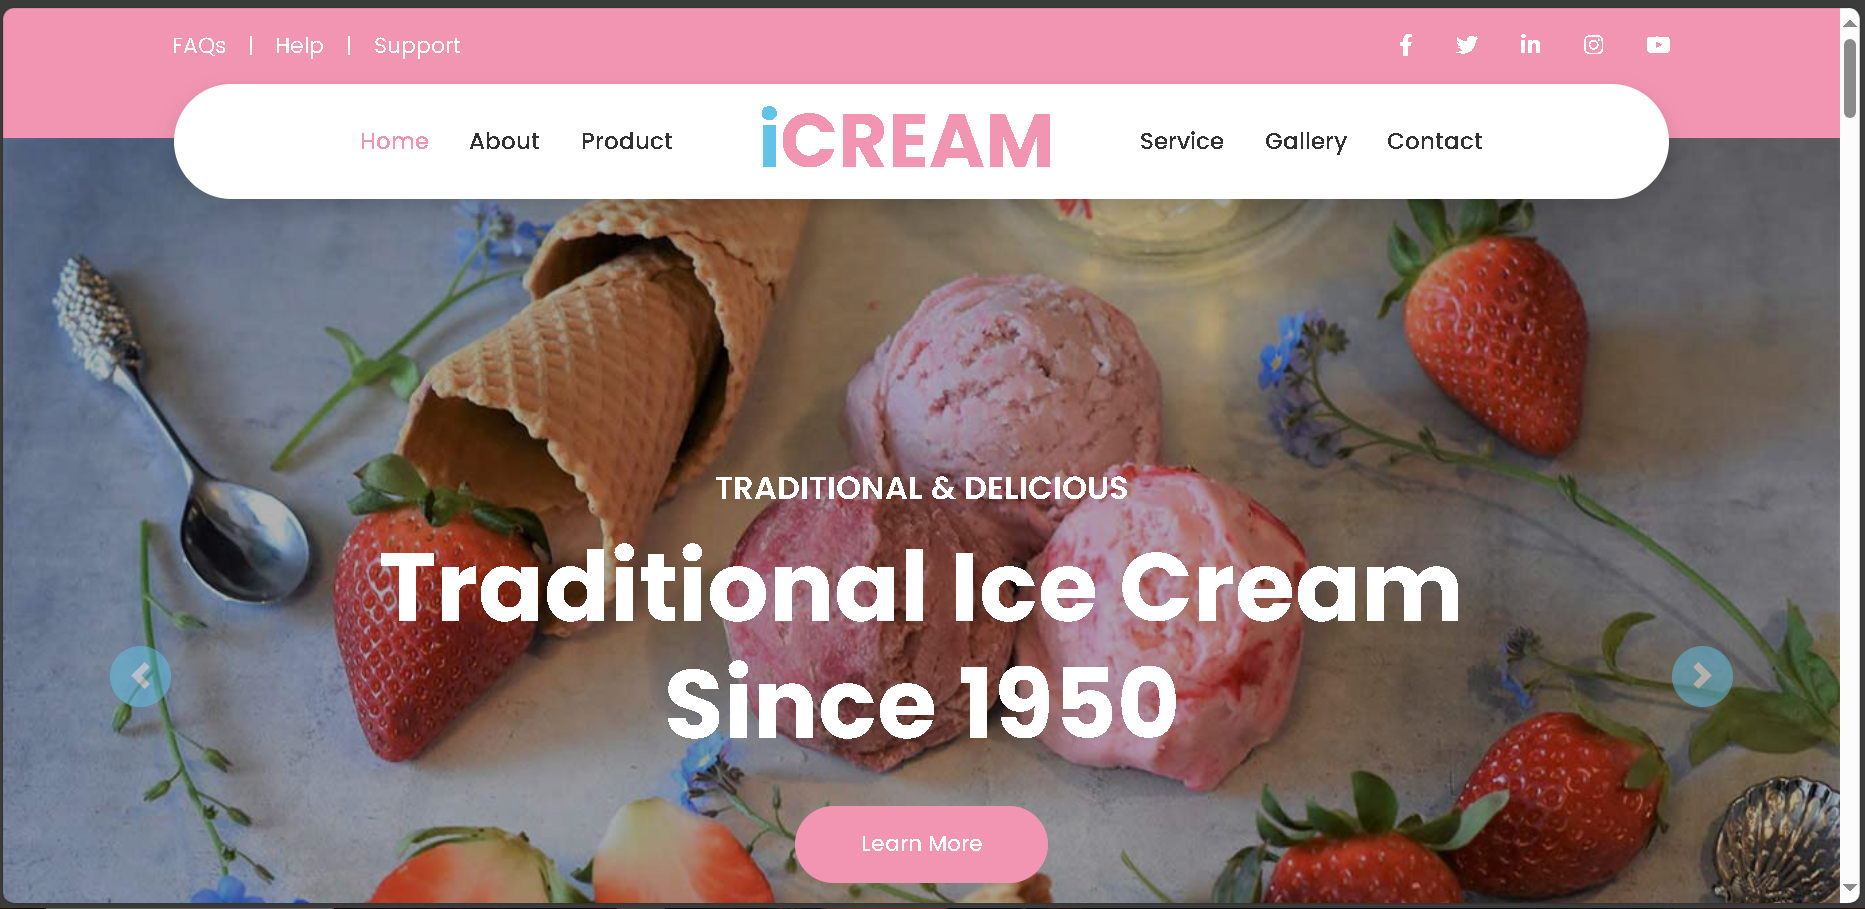 FAQs | Help | Support
Home About Product iCREAM Service Gallery Contact
TRADITIONAL & DELICIOUS
Traditional Ice Cream
Since 1950
Learn More